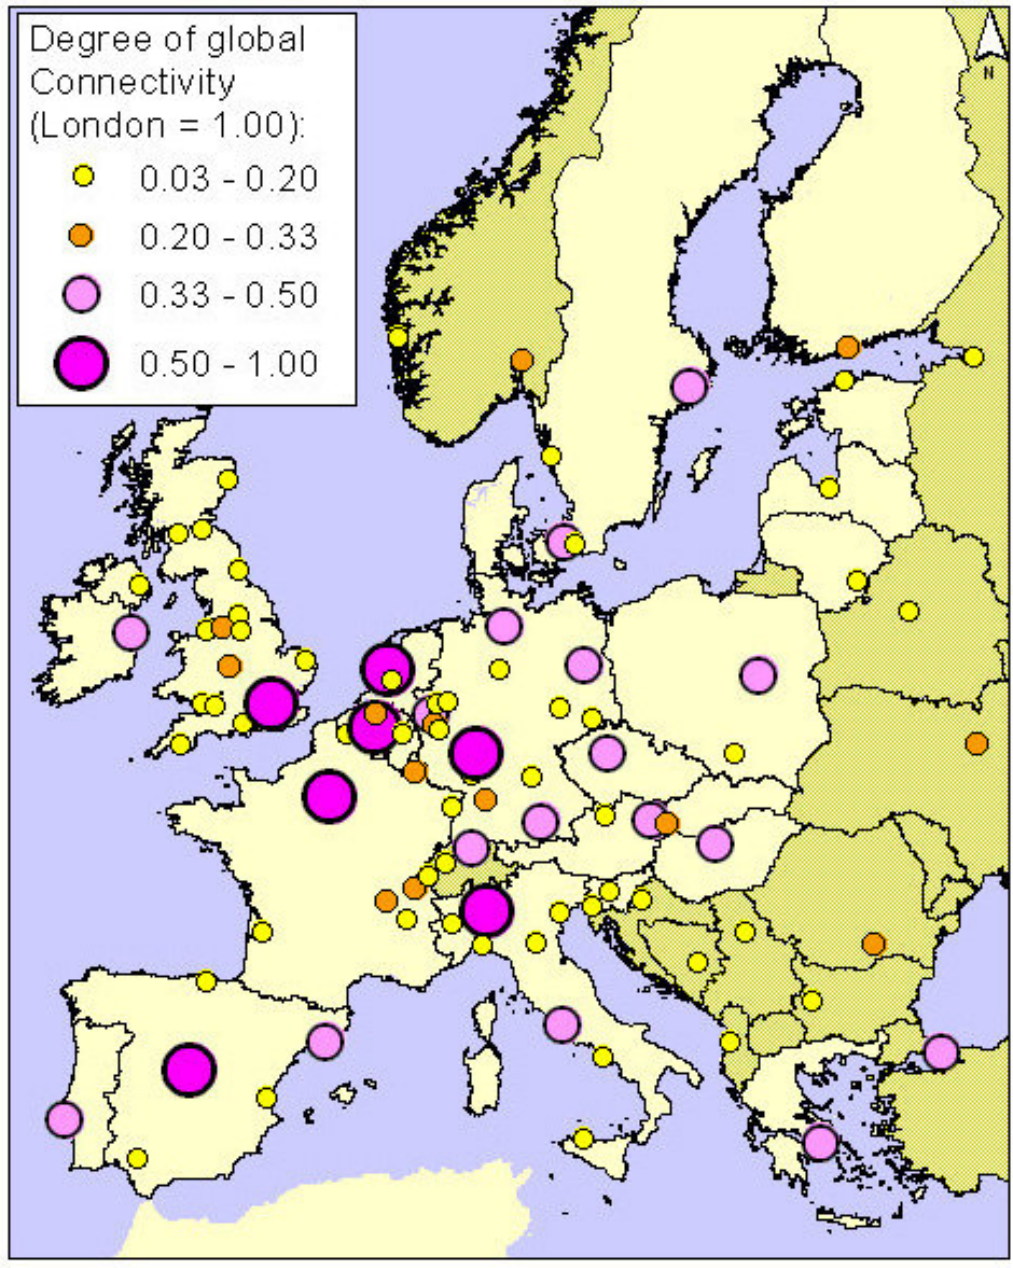 Degree of global
Connectivity
(London = 1.00):
0.03 - 0.20
0.20 - 0.33
0.33 - 0.50
0.50 - 1.00
N